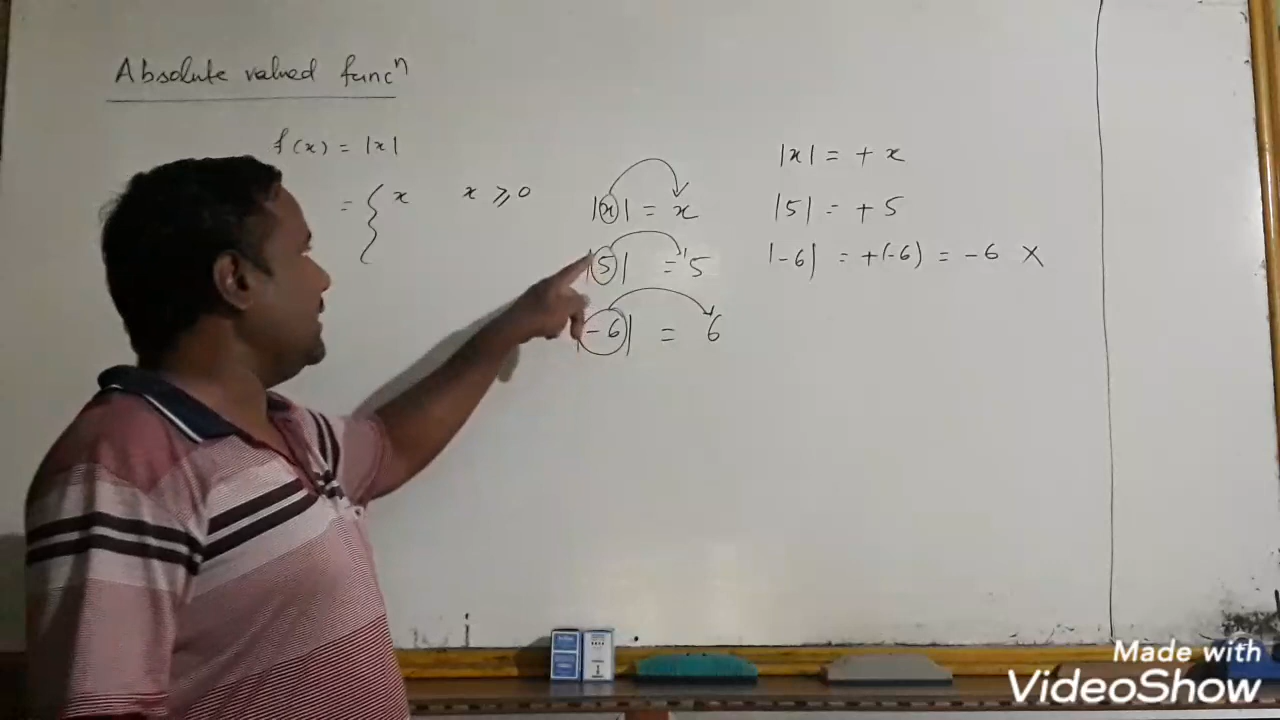 Absolute valued funcⁿ
f(x) = |x|
= { x x ⩾ 0
|x| = x
|5| = 5
|-6| = 6
|x| = + x
|5| = + 5
|-6| = +(-6) = -6 X
Made with
VideoShow